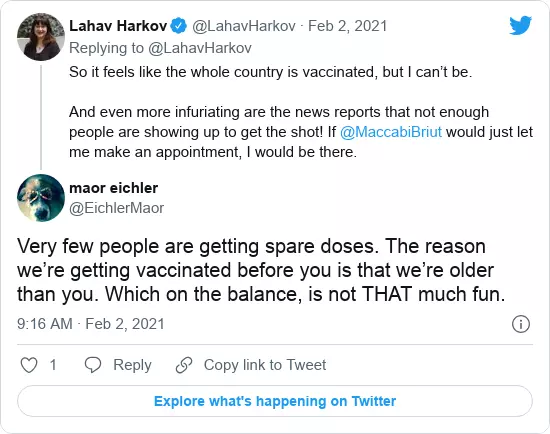 Lahav Harkov @LahavHarkov · Feb 2, 2021
Replying to @LahavHarkov
So it feels like the whole country is vaccinated, but I can’t be.
And even more infuriating are the news reports that not enough
people are showing up to get the shot! If @MaccabiBriut would just let
me make an appointment, I would be there.
maor eichler
@EichlerMaor
Very few people are getting spare doses. The reason
we’re getting vaccinated before you is that we’re older
than you. Which on the balance, is not THAT much fun.
9:16 AM · Feb 2, 2021
1 Reply Copy link to Tweet
Explore what’s happening on Twitter